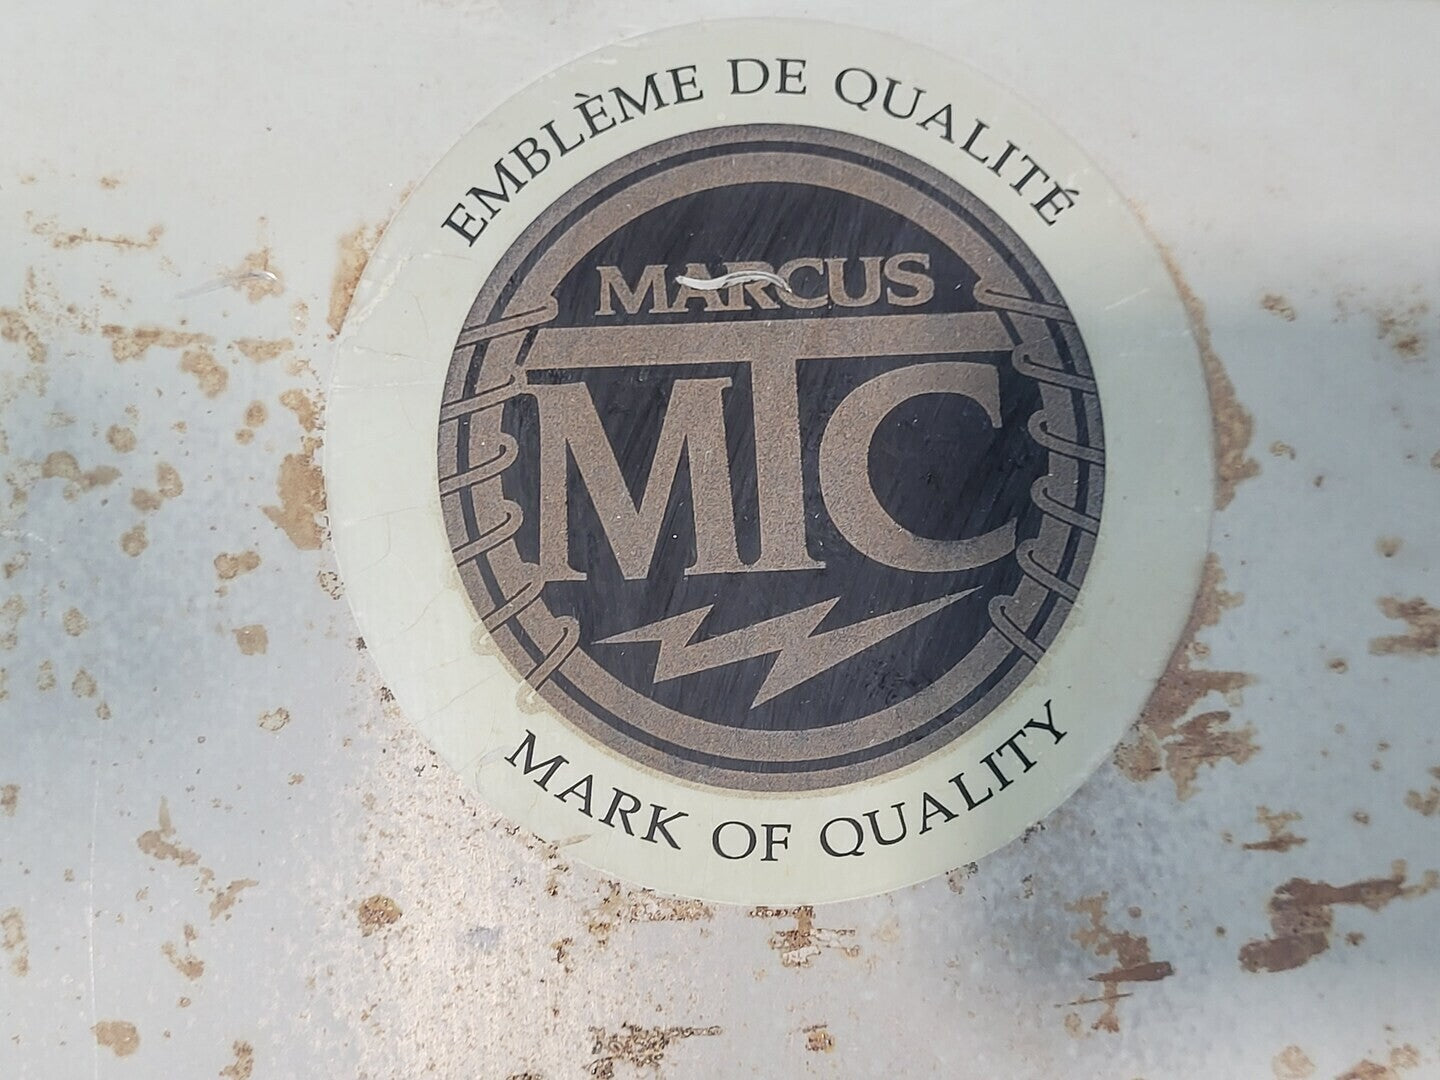 EMBLÈME DE QUALITÉ
MARCUS
MTC
MARK OF QUALITY